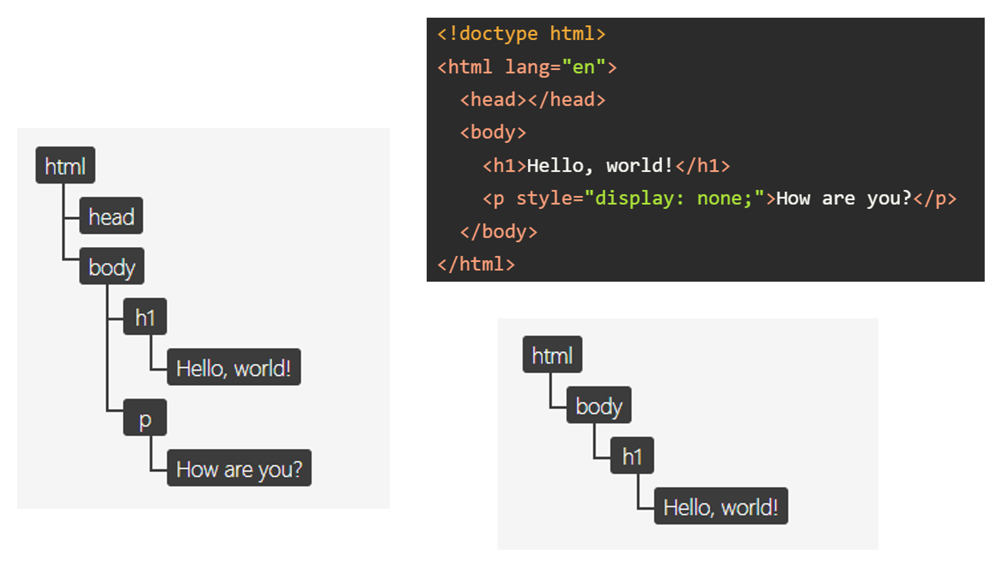 html
head
body
h1
Hello, world!
p
How are you?
<!doctype html>
<html lang="en">
  <head></head>
  <body>
    <h1>Hello, world!</h1>
    <p style="display: none;">How are you?</p>
  </body>
</html>
html
body
h1
Hello, world!